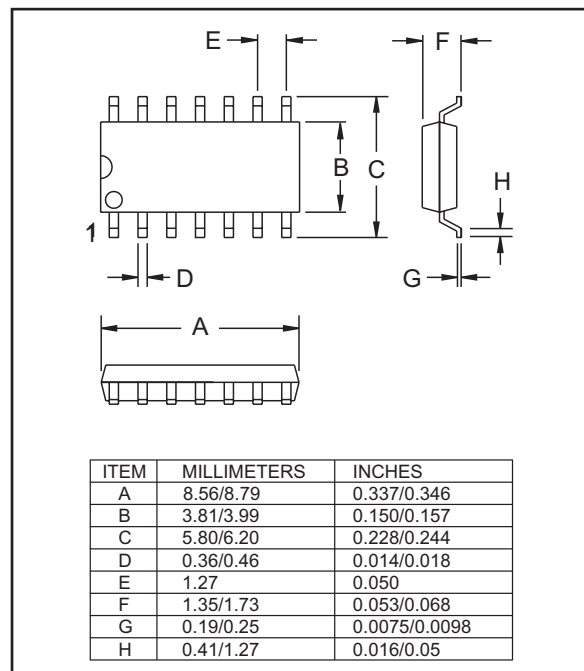 E
F
B
C
H
1
D
G
A
ITEM MILLIMETERS INCHES
A 8.56/8.79 0.337/0.346
B 3.81/3.99 0.150/0.157
C 5.80/6.20 0.228/0.244
D 0.36/0.46 0.014/0.018
E 1.27 0.050
F 1.35/1.73 0.053/0.068
G 0.19/0.25 0.0075/0.0098
H 0.41/1.27 0.016/0.05